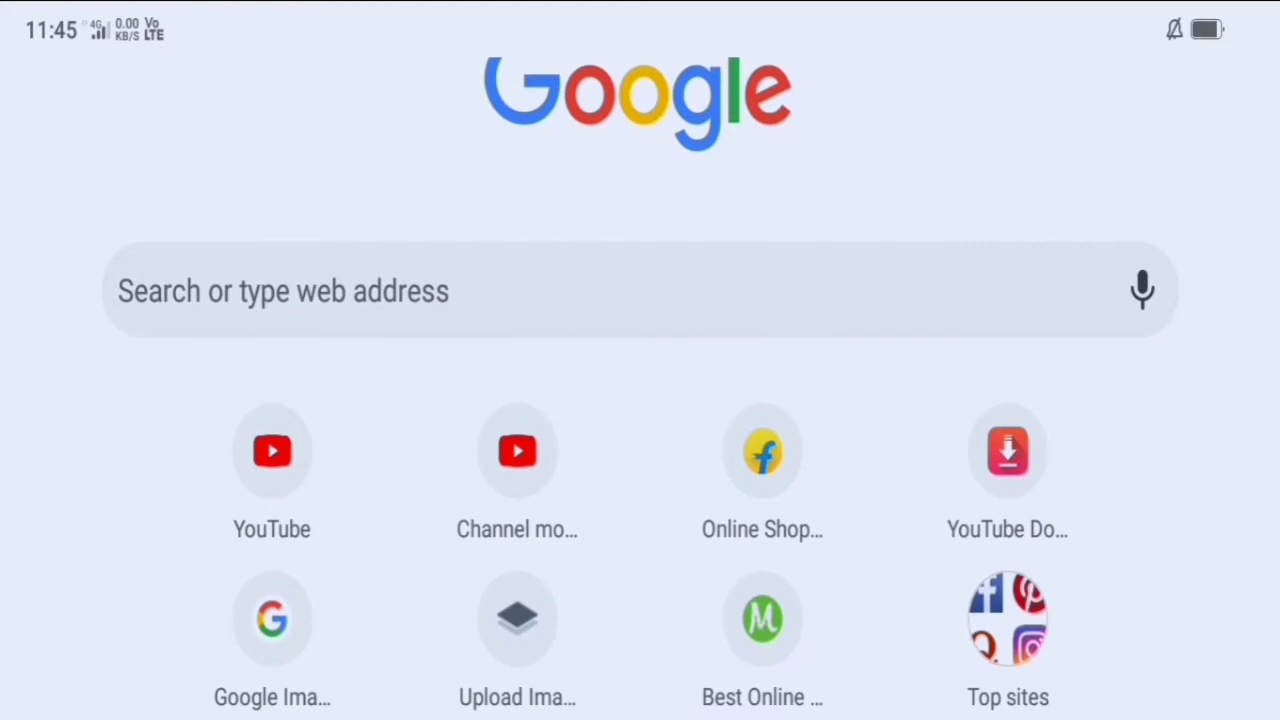 11:45 4G 0.00 KB/S Vo LTE
Google
Search or type web address
YouTube Channel mo... Online Shop... YouTube Do...
Google Ima... Upload Ima... Best Online ... Top sites